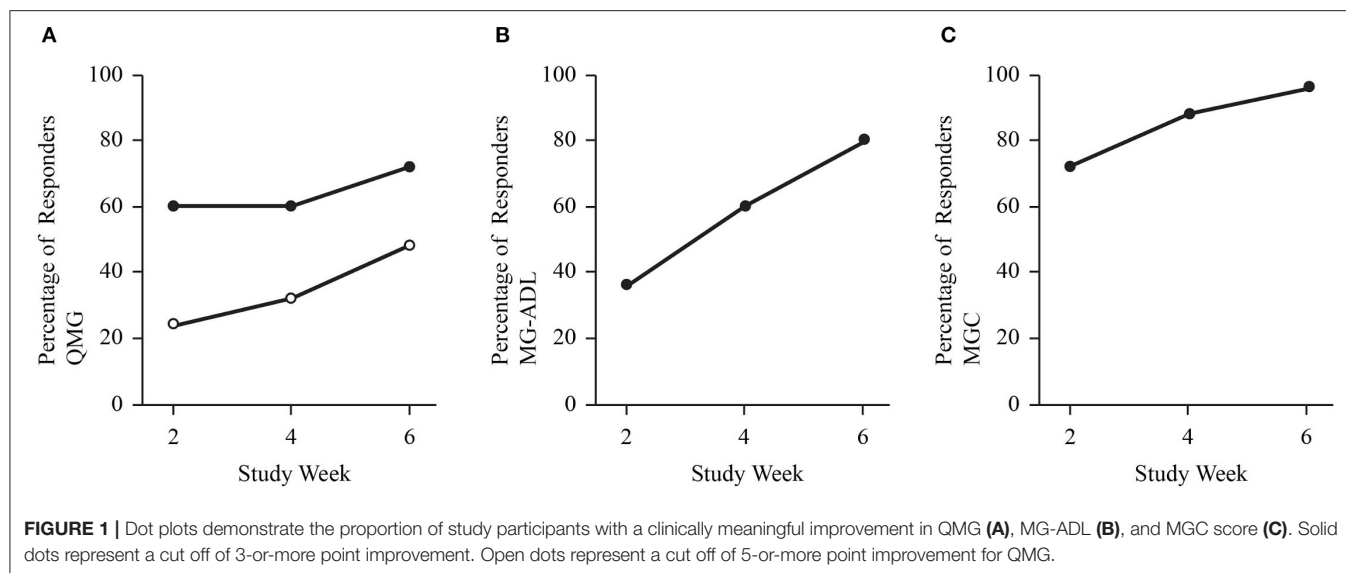 A
Percentage of Responders
QMG
100
80
60
40
20
0
2
4
6
Study Week
B
Percentage of Responders
MG-ADL
100
80
60
40
20
0
2
4
6
Study Week
C
Percentage of Responders
MGC
100
80
60
40
20
0
2
4
6
Study Week
FIGURE 1 | Dot plots demonstrate the proportion of study participants with a clinically meaningful improvement in QMG (A), MG-ADL (B), and MGC score (C). Solid
dots represent a cut off of 3-or-more point improvement. Open dots represent a cut off of 5-or-more point improvement for QMG.